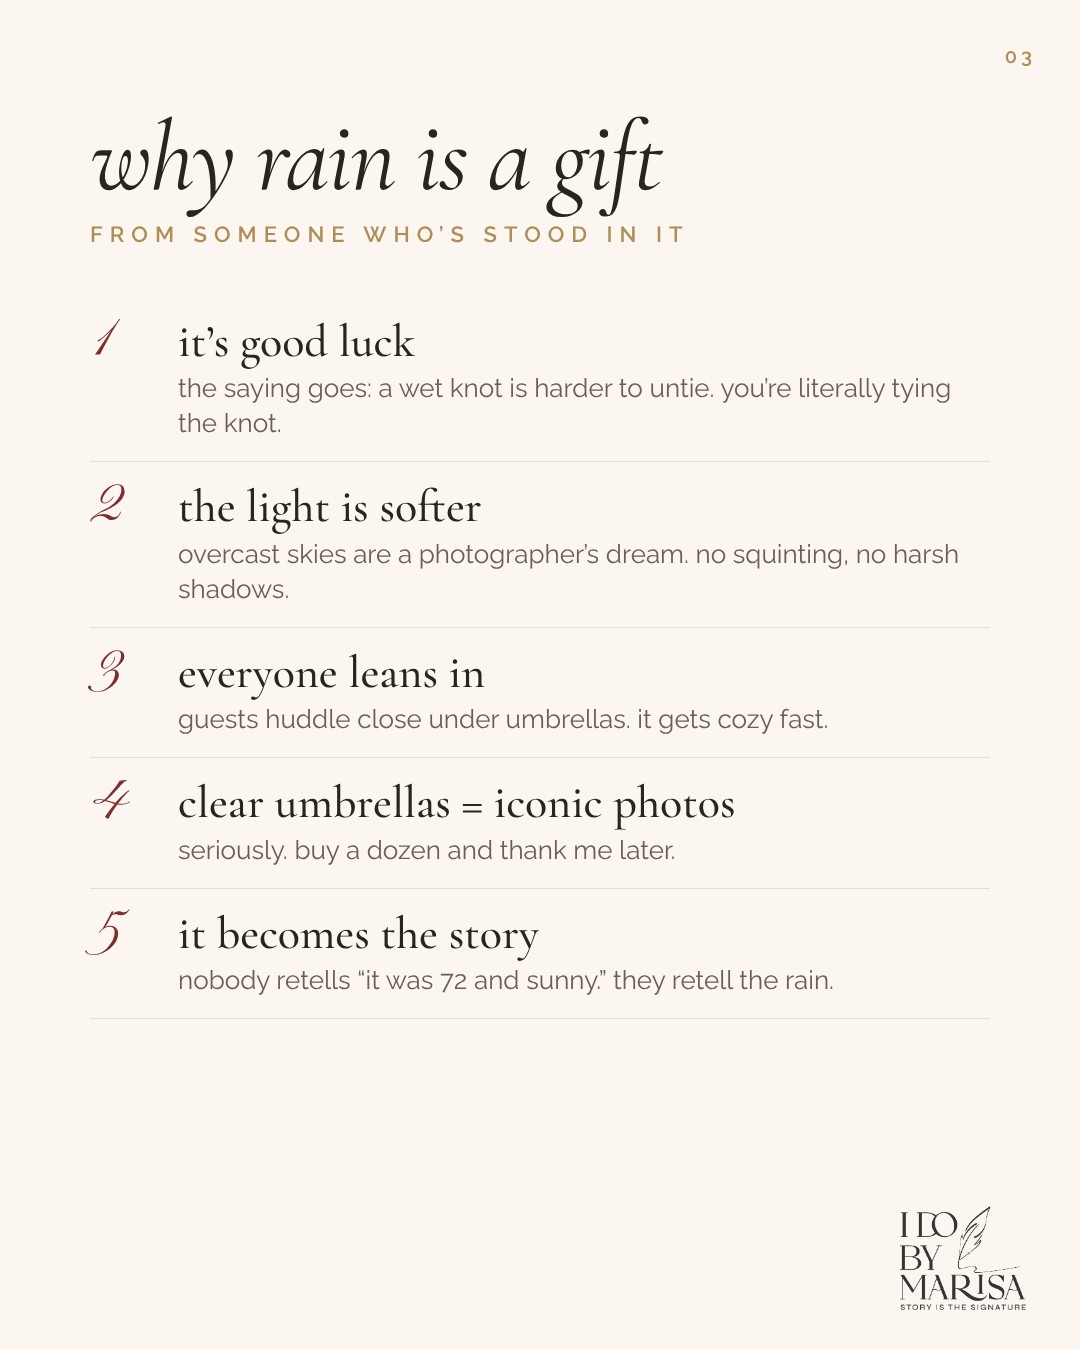 03
why rain is a gift
FROM SOMEONE WHO’S STOOD IN IT
1
it’s good luck
the saying goes: a wet knot is harder to untie. you’re literally tying
the knot.
2
the light is softer
overcast skies are a photographer’s dream. no squinting, no harsh
shadows.
3
everyone leans in
guests huddle close under umbrellas. it gets cozy fast.
4
clear umbrellas = iconic photos
seriously. buy a dozen and thank me later.
5
it becomes the story
nobody retells “it was 72 and sunny.” they retell the rain.
I DO
BY
MARISA
STORY IS THE SIGNATURE